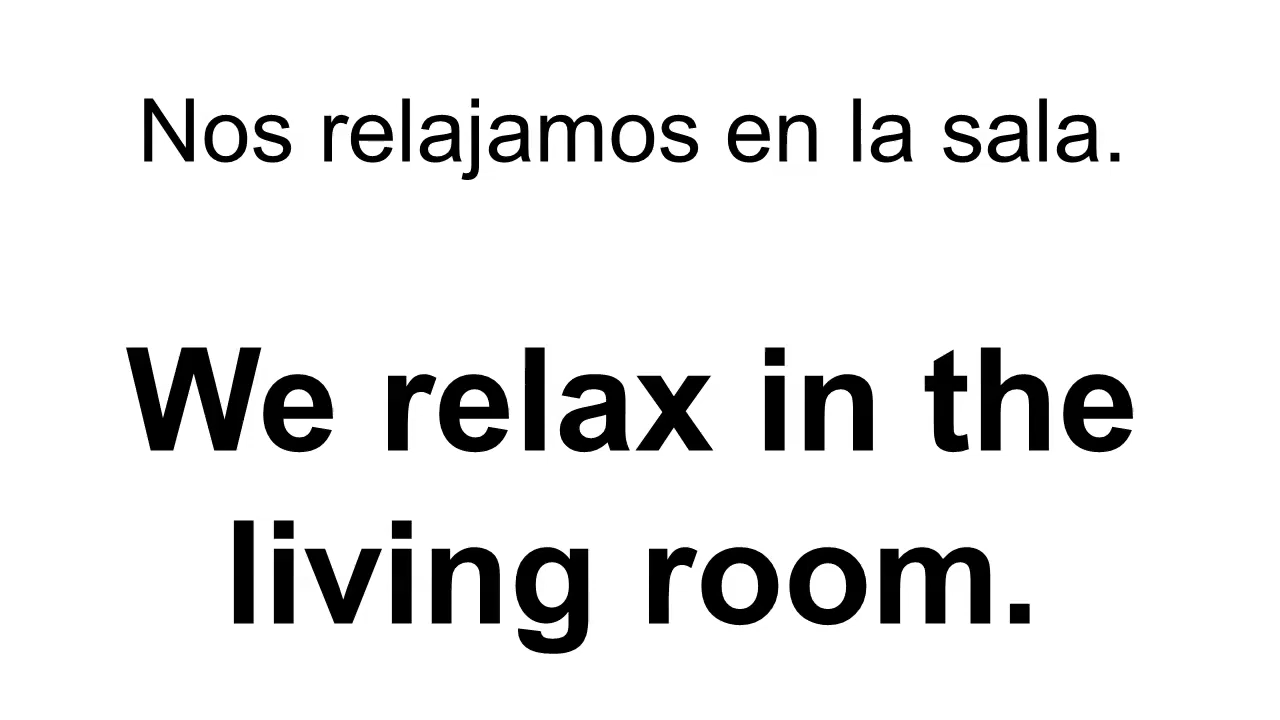 Nos relajamos en la sala.
We relax in the
living room.